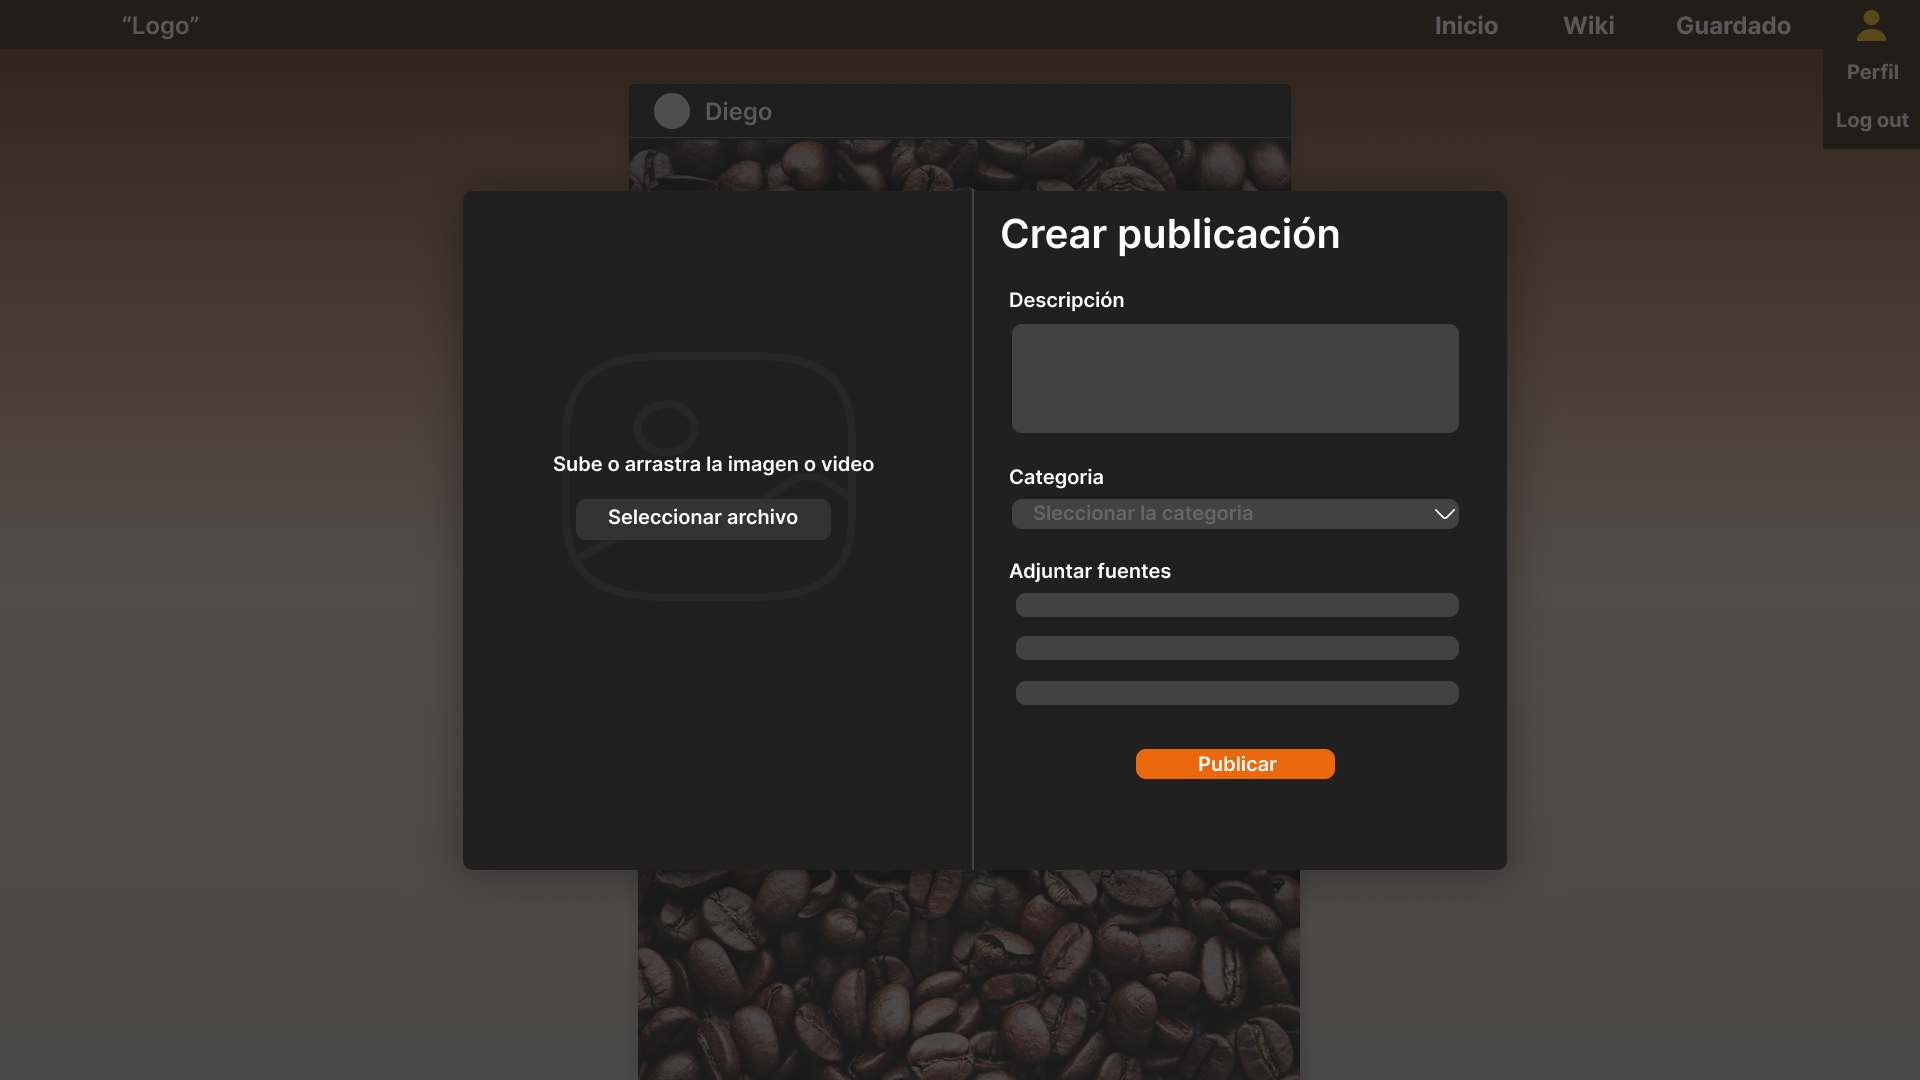 “Logo”
Inicio
Wiki
Guardado
Perfil
Log out
Diego
Crear publicación
Descripción
Sube o arrastra la imagen o video
Seleccionar archivo
Categoria
Sleccionar la categoria
Adjuntar fuentes
Publicar